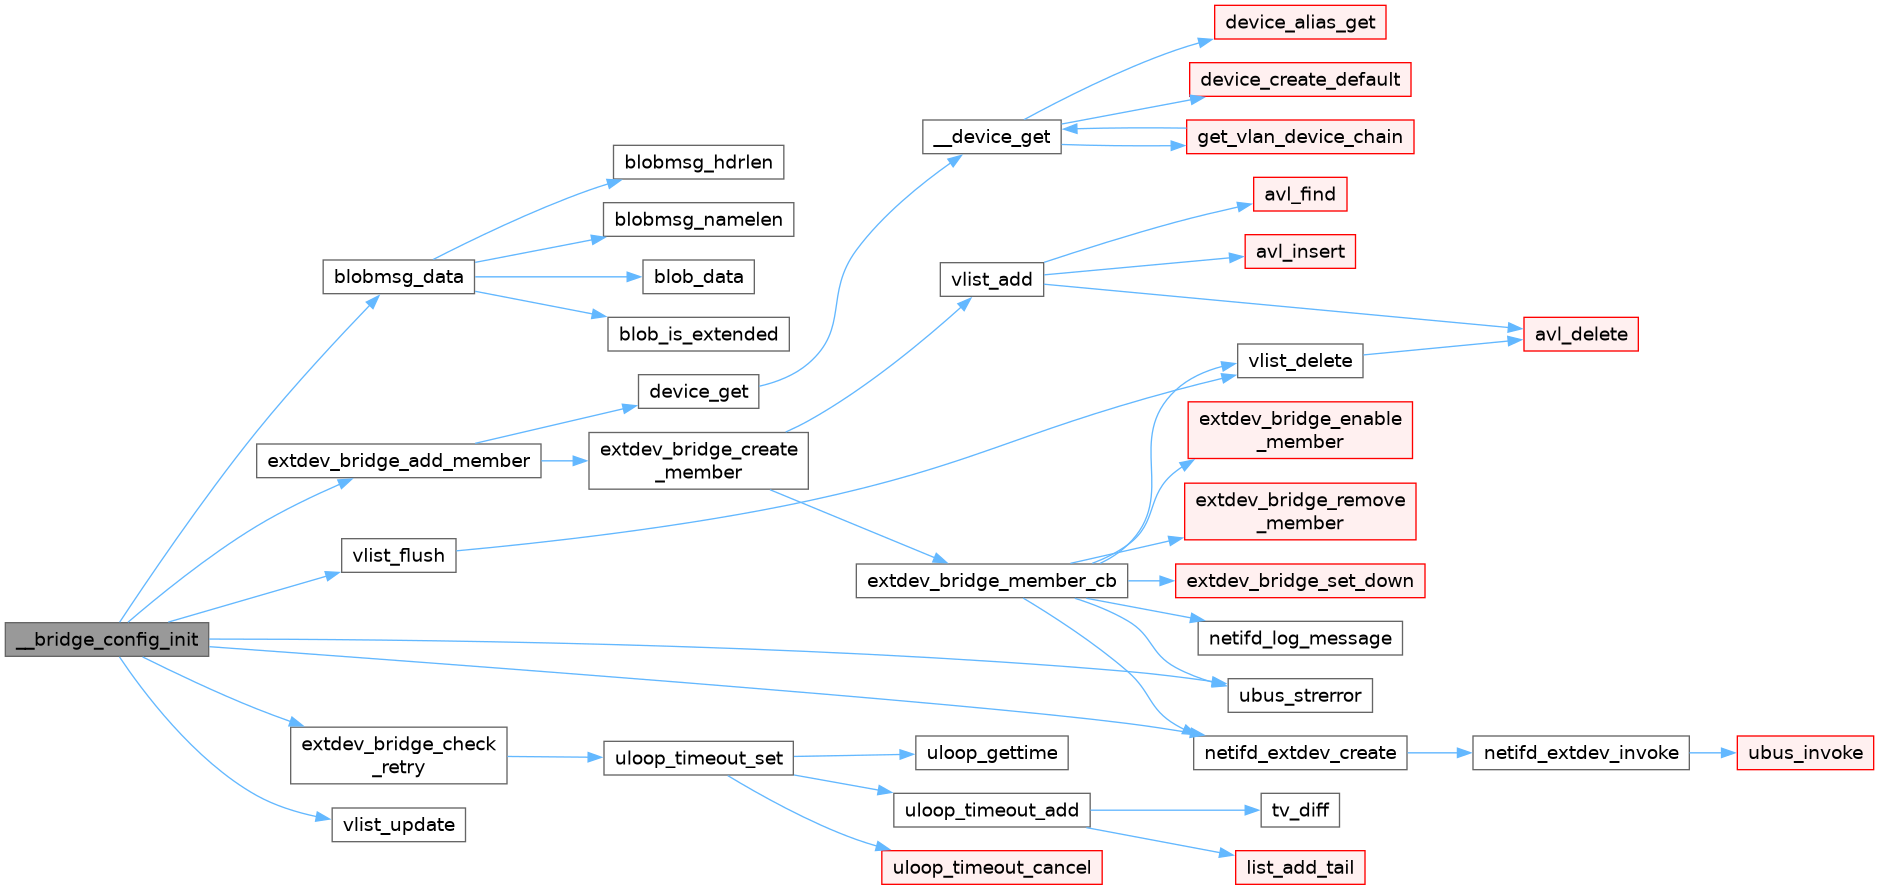 device_alias_get
device_create_default
__device_get
get_vlan_device_chain
blobmsg_hdrlen
avl_find
blobmsg_namelen
avl_insert
blobmsg_data
blob_data
vlist_add
blob_is_extended
avl_delete
vlist_delete
device_get
extdev_bridge_enable
_member
extdev_bridge_add_member
extdev_bridge_create
_member
extdev_bridge_remove
_member
vlist_flush
extdev_bridge_member_cb
extdev_bridge_set_down
__bridge_config_init
netifd_log_message
ubus_strerror
extdev_bridge_check
_retry
uloop_timeout_set
uloop_gettime
netifd_extdev_create
netifd_extdev_invoke
ubus_invoke
vlist_update
uloop_timeout_add
tv_diff
uloop_timeout_cancel
list_add_tail